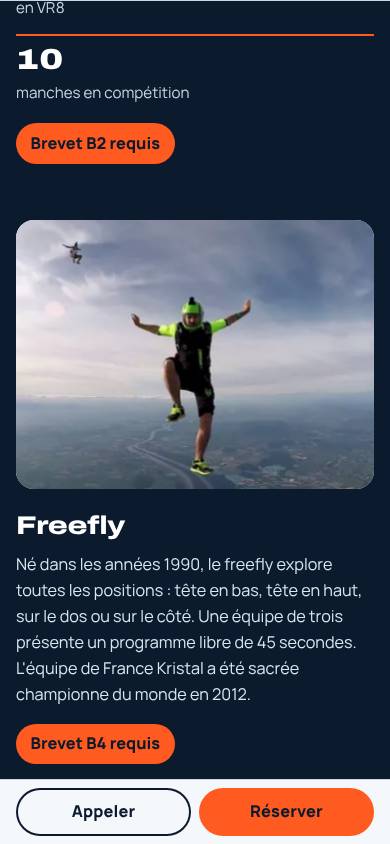 en VR8
10
manches en compétition
Brevet B2 requis
Freefly
Né dans les années 1990, le freefly explore
toutes les positions : tête en bas, tête en haut,
sur le dos ou sur le côté. Une équipe de trois
présente un programme libre de 45 secondes.
L'équipe de France Kristal a été sacrée
championne du monde en 2012.
Brevet B4 requis
Appeler
Réserver